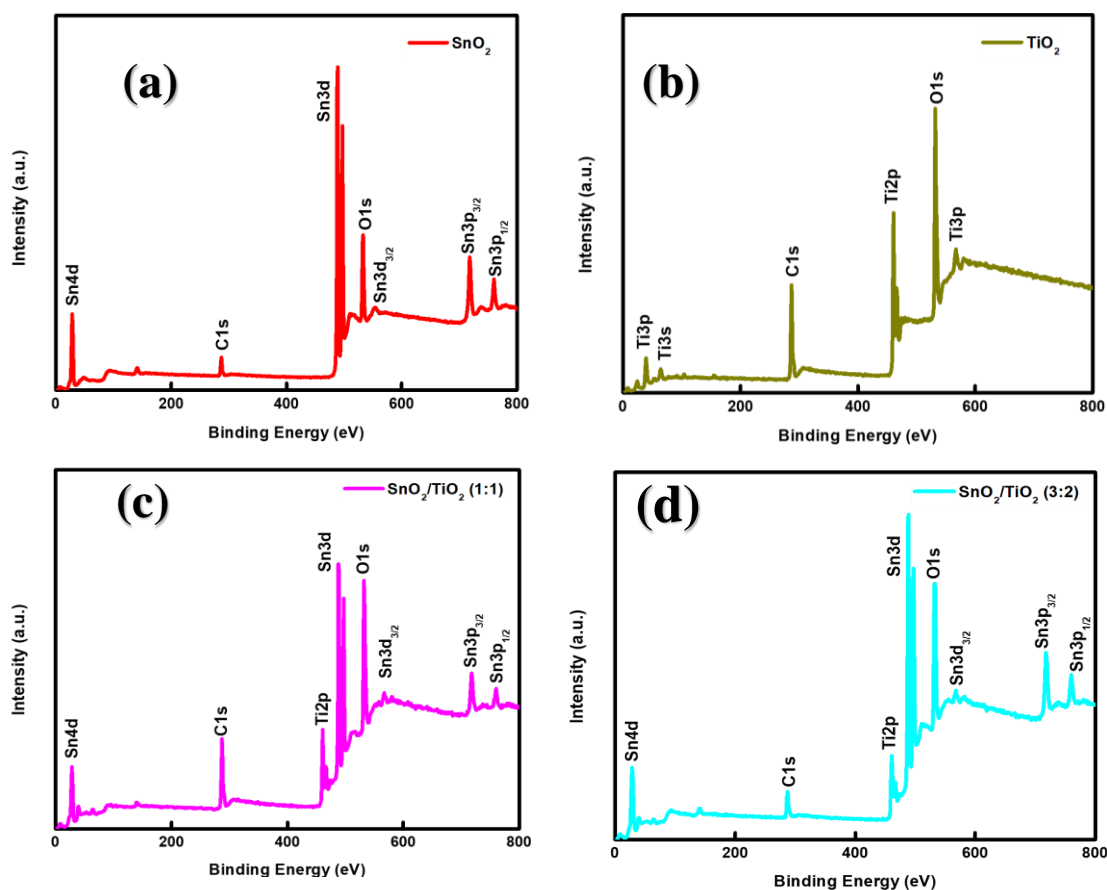 (a)
SnO₂
Sn4d
C1s
Sn3d
O1s
Sn3d₃/₂
Sn3p₃/₂
Sn3p₁/₂
Intensity (a.u.)
0 200 400 600 800
Binding Energy (eV)
(b)
TiO₂
Ti3p
Ti3s
C1s
Ti2p
O1s
Ti3p
Intensity (a.u.)
0 200 400 600 800
Binding Energy (eV)
(c)
SnO₂/TiO₂ (1:1)
Sn4d
C1s
Ti2p
Sn3d
O1s
Sn3d₃/₂
Sn3p₃/₂
Sn3p₁/₂
Intensity (a.u.)
0 200 400 600 800
Binding Energy (eV)
(d)
SnO₂/TiO₂ (3:2)
Sn4d
C1s
Ti2p
Sn3d
O1s
Sn3d₃/₂
Sn3p₃/₂
Sn3p₁/₂
Intensity (a.u.)
0 200 400 600 800
Binding Energy (eV)